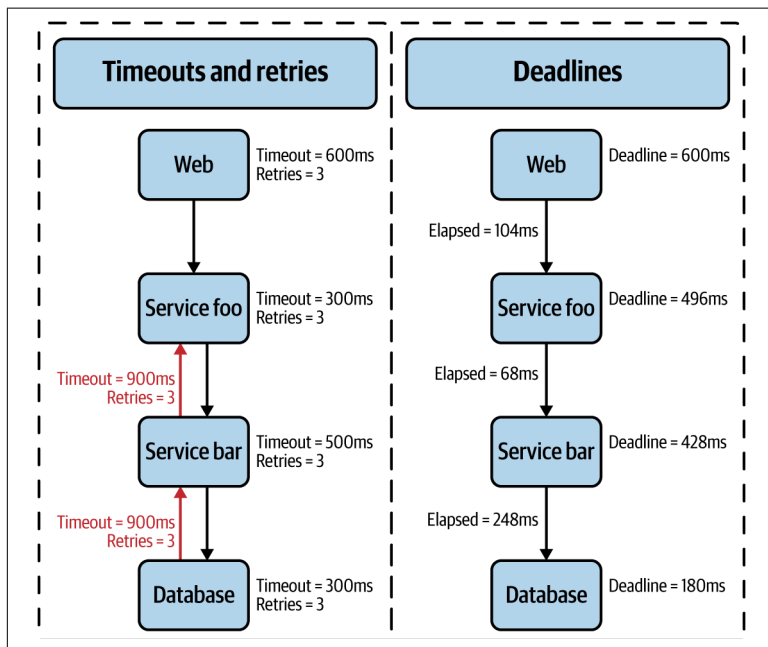 Timeouts and retries
Web
Timeout = 600ms
Retries = 3
Service foo
Timeout = 300ms
Retries = 3
Timeout = 900ms
Retries = 3
Service bar
Timeout = 500ms
Retries = 3
Timeout = 900ms
Retries = 3
Database
Timeout = 300ms
Retries = 3
Deadlines
Web
Deadline = 600ms
Elapsed = 104ms
Service foo
Deadline = 496ms
Elapsed = 68ms
Service bar
Deadline = 428ms
Elapsed = 248ms
Database
Deadline = 180ms